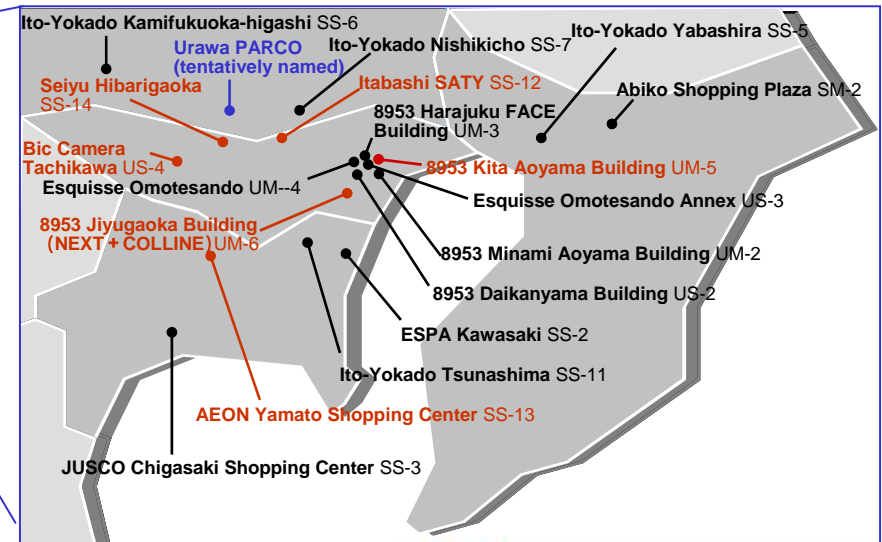 Ito-Yokado Kamifukuoka-higashi SS-6
Urawa PARCO
(tentatively named)
Ito-Yokado Nishikicho SS-7
Ito-Yokado Yabashira SS-5
Seiyu Hibarigaoka
SS-14
Itabashi SATY SS-12
Abiko Shopping Plaza SM-2
8953 Harajuku FACE
Building UM-3
Bic Camera
Tachikawa US-4
8953 Kita Aoyama Building UM-5
Esquisse Omotesando UM--4
Esquisse Omotesando Annex US-3
8953 Jiyugaoka Building
(NEXT+COLLINE)UM-6
8953 Minami Aoyama Building UM-2
8953 Daikanyama Building US-2
ESPA Kawasaki SS-2
Ito-Yokado Tsunashima SS-11
AEON Yamato Shopping Center SS-13
JUSCO Chigasaki Shopping Center SS-3